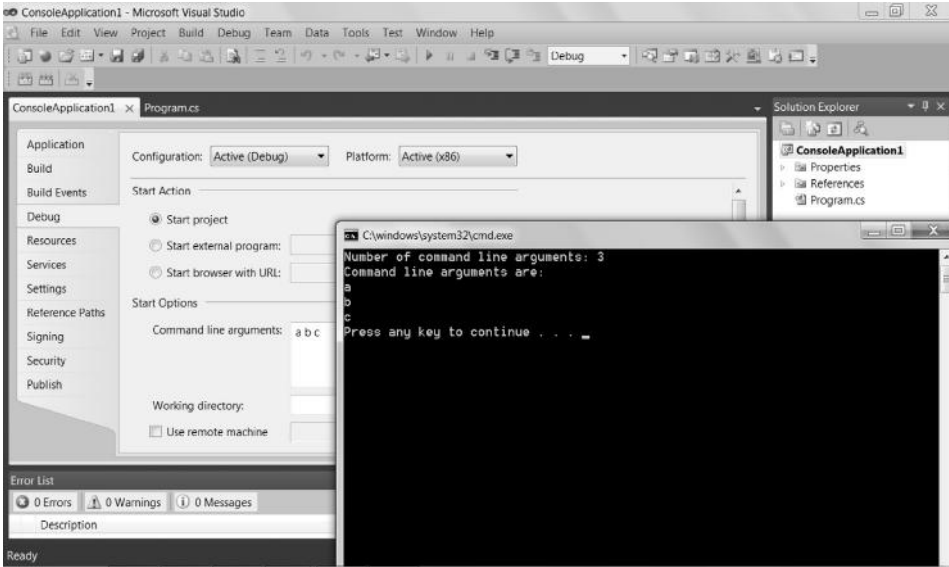 ConsoleApplication1 - Microsoft Visual Studio
File Edit View Project Build Debug Team Data Tools Test Window Help
Debug
ConsoleApplication1 Program.cs
Solution Explorer
ConsoleApplication1
Properties
References
Program.cs
Application
Build
Build Events
Debug
Resources
Services
Settings
Reference Paths
Signing
Security
Publish
Configuration: Active (Debug) Platform: Active (x86)
Start Action
Start project
Start external program:
Start browser with URL:
Start Options
Command line arguments: a b c
Working directory:
Use remote machine
C:\windows\system32\cmd.exe
Number of command line arguments: 3
Command line arguments are:
a
b
c
Press any key to continue . . . _
Error List
0 Errors 0 Warnings 0 Messages
Description
Ready